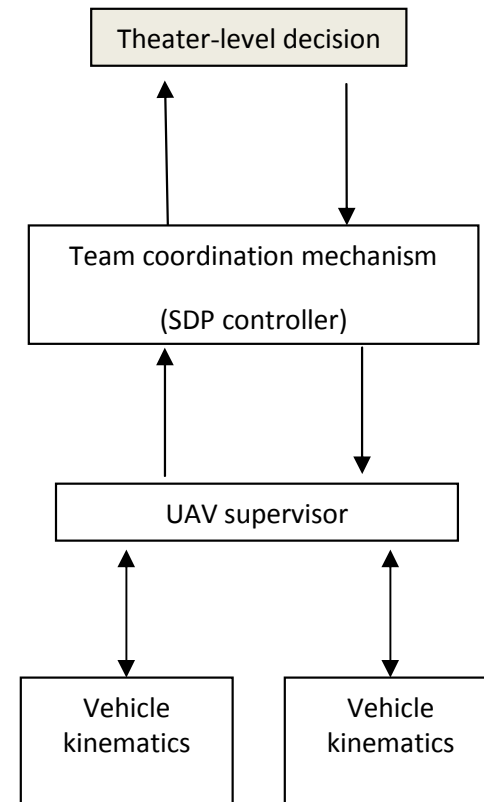 Theater-level decision
Team coordination mechanism
(SDP controller)
UAV supervisor
Vehicle
kinematics
Vehicle
kinematics